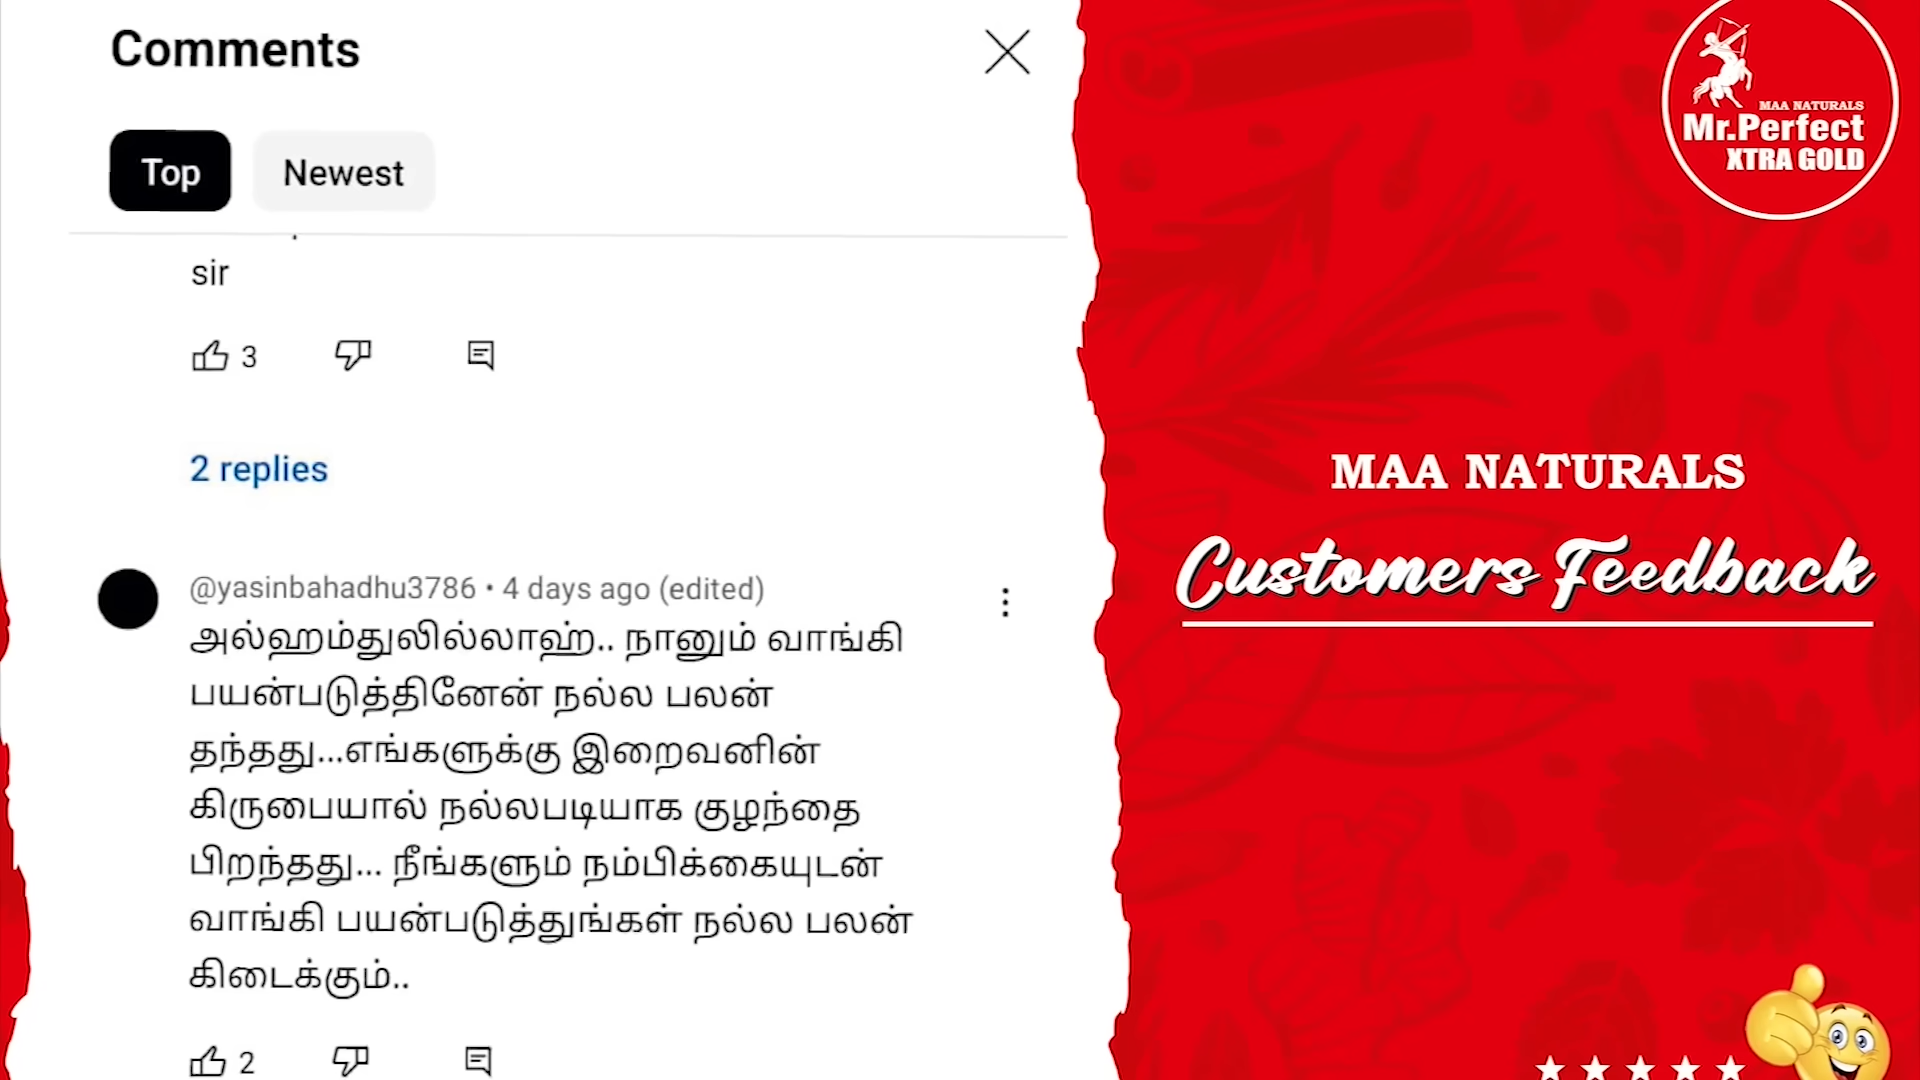 Comments
Top
Newest
sir
3
2 replies
@yasinbahadhu3786 • 4 days ago (edited)
அல்ஹம்துலில்லாஹ்.. நானும் வாங்கி
பயன்படுத்தினேன் நல்ல பலன்
தந்தது...எங்களுக்கு இறைவனின்
கிருபையால் நல்லபடியாக குழந்தை
பிறந்தது... நீங்களும் நம்பிக்கையுடன்
வாங்கி பயன்படுத்துங்கள் நல்ல பலன்
கிடைக்கும்..
2
MAA NATURALS
Mr.Perfect
XTRA GOLD
MAA NATURALS
Customers Feedback